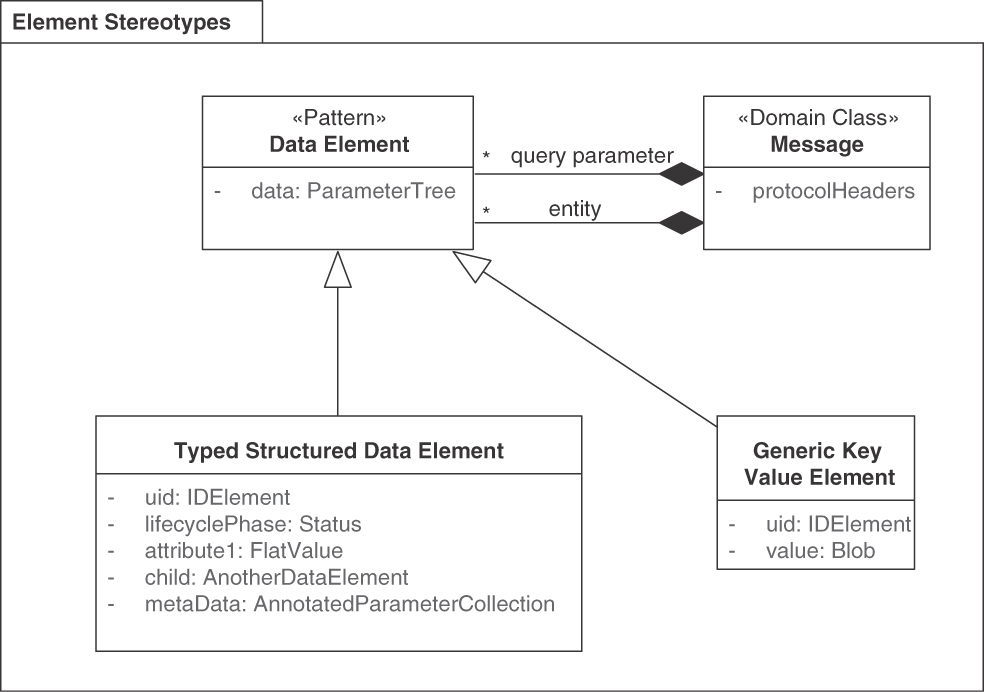 Element Stereotypes
«Pattern»
Data Element
- data: ParameterTree
* query parameter
* entity
«Domain Class»
Message
- protocolHeaders
Typed Structured Data Element
- uid: IDElement
- lifecyclePhase: Status
- attribute1: FlatValue
- child: AnotherDataElement
- metaData: AnnotatedParameterCollection
Generic Key
Value Element
- uid: IDElement
- value: Blob